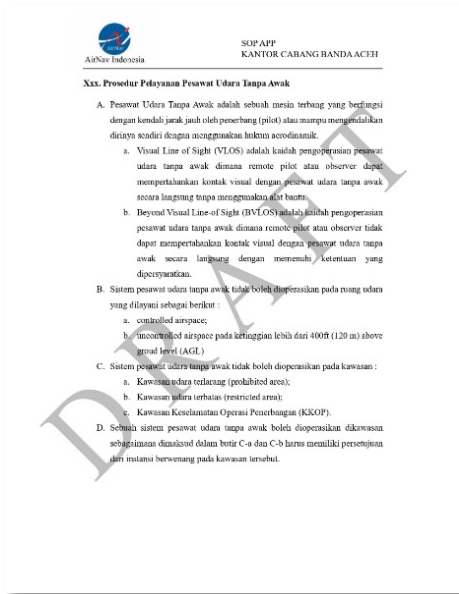 AirNav
AirNav Indonesia
SOP APP
KANTOR CABANG BANDA ACEH
Xxx. Prosedur Pelayanan Pesawat Udara Tanpa Awak
A. Pesawat Udara Tanpa Awak adalah sebuah mesin terbang yang berfungsi
dengan kendali jarak jauh oleh penerbang (pilot) atau mampu mengendalikan
dirinya sendiri dengan menggunakan hukum aerodinamik.
a. Visual Line of Sight (VLOS) adalah kaidah pengoperasian pesawat
udara tanpa awak dimana remote pilot atau observer dapat
mempertahankan kontak visual dengan pesawat udara tanpa awak
secara langsung tanpa menggunakan alat bantu.
b. Beyond Visual Line-of Sight (BVLOS) adalah kaidah pengoperasian
pesawat udara tanpa awak dimana remote pilot atau observer tidak
dapat mempertahankan kontak visual dengan pesawat udara tanpa
awak secara langsung dengan memenuhi ketentuan yang
dipersyaratkan.
B. Sistem pesawat udara tanpa awak tidak boleh dioperasikan pada ruang udara
yang dilayani sebagai berikut :
a. controlled airspace;
b. uncontrolled airspace pada ketinggian lebih dari 400ft (120 m) above
groud level (AGL)
C. Sistem pesawat udara tanpa awak tidak boleh dioperasikan pada kawasan :
a. Kawasan udara terlarang (prohibited area);
b. Kawasan udara terbatas (restricted area);
c. Kawasan Keselamatan Operasi Penerbangan (KKOP).
D. Sebuah sistem pesawat udara tanpa awak boleh dioperasikan dikawasan
sebagaimana dimaksud dalam butir C-a dan C-b harus memiliki persetujuan
dari instansi berwenang pada kawasan tersebut.
DRAFT